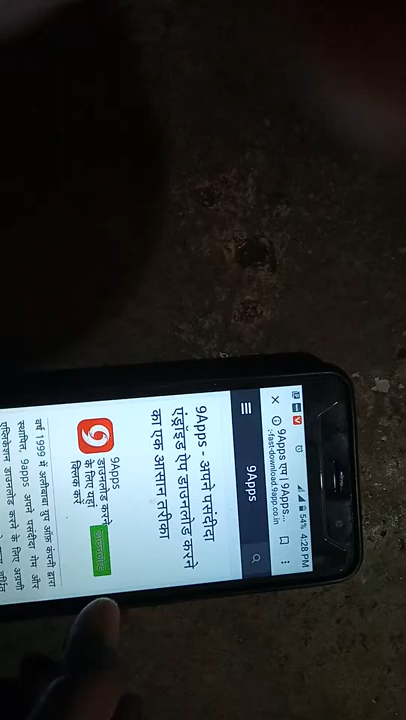 54% 4:28 PM
9Apps एप | 9Apps...
-fast-download.9app.co.in
9Apps
9Apps - अपने पसंदीदा
एंड्रॉइड ऐप डाउनलोड करने
का एक आसान तरीका
9Apps
डाउनलोड करने
के लिए यहां
क्लिक करें
डाउनलोड
वर्ष 1999 में अलीबाबा ग्रुप ऑफ़ कंपनी द्वारा
स्थापित, 9apps अपने पसंदीदा गेम और
एप्लिकेशन डाउनलोड करने के लिए अग्रणी